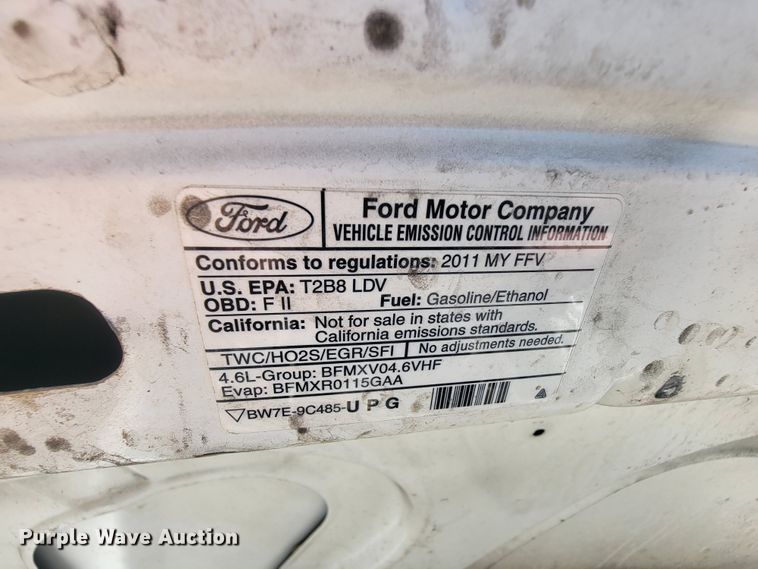 Ford
Ford Motor Company
VEHICLE EMISSION CONTROL INFORMATION
Conforms to regulations: 2011 MY FFV
U.S. EPA: T2B8 LDV
OBD: F II Fuel: Gasoline/Ethanol
California: Not for sale in states with
California emissions standards.
TWC/HO2S/EGR/SFI No adjustments needed.
4.6L-Group: BFMXV04.6VHF
Evap: BFMXR0115GAA
BW7E-9C485-UPG
Purple Wave Auction